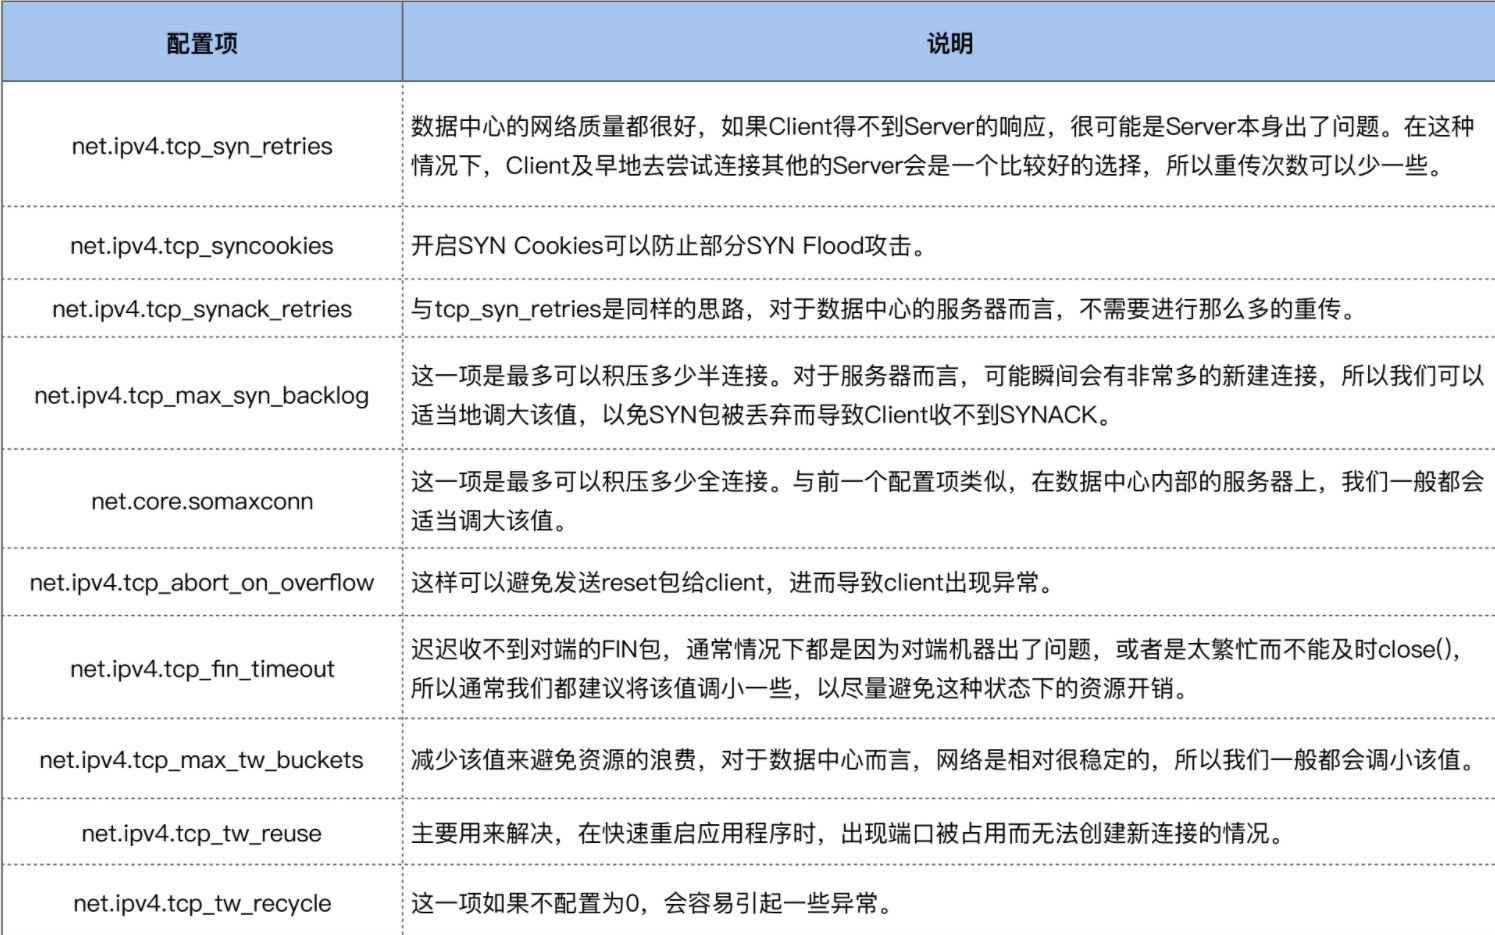 配置项
说明
net.ipv4.tcp_syn_retries
数据中心的网络质量都很好，如果Client得不到Server的响应，很可能是Server本身出了问题。在这种
情况下，Client及早地去尝试连接其他的Server会是一个比较好的选择，所以重传次数可以少一些。
net.ipv4.tcp_syncookies
开启SYN Cookies可以防止部分SYN Flood攻击。
net.ipv4.tcp_synack_retries
与tcp_syn_retries是同样的思路，对于数据中心的服务器而言，不需要进行那么多的重传。
net.ipv4.tcp_max_syn_backlog
这一项是最多可以积压多少半连接。对于服务器而言，可能瞬间会有非常多的新建连接，所以我们可以
适当地调大该值，以免SYN包被丢弃而导致Client收不到SYNACK。
net.core.somaxconn
这一项是最多可以积压多少全连接。与前一个配置项类似，在数据中心内部的服务器上，我们一般都会
适当调大该值。
net.ipv4.tcp_abort_on_overflow
这样可以避免发送reset包给client，进而导致client出现异常。
net.ipv4.tcp_fin_timeout
迟迟收不到对端的FIN包，通常情况下都是因为对端机器出了问题，或者是太繁忙而不能及时close()，
所以通常我们都建议将该值调小一些，以尽量避免这种状态下的资源开销。
net.ipv4.tcp_max_tw_buckets
减少该值来避免资源的浪费，对于数据中心而言，网络是相对很稳定的，所以我们一般都会调小该值。
net.ipv4.tcp_tw_reuse
主要用来解决，在快速重启应用程序时，出现端口被占用而无法创建新连接的情况。
net.ipv4.tcp_tw_recycle
这一项如果不配置为0，会容易引起一些异常。